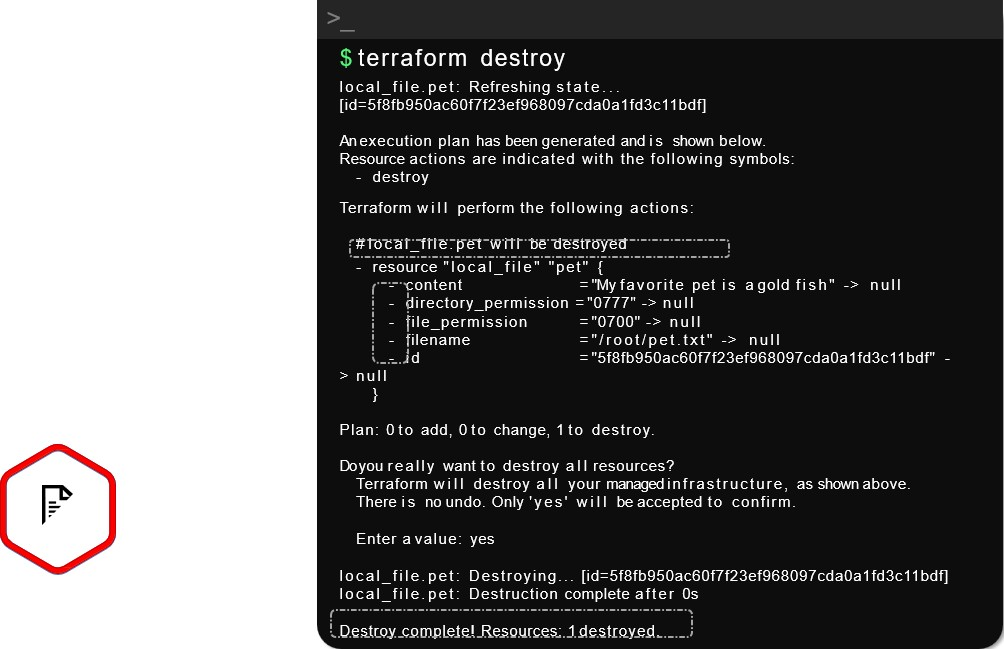 >_
$ terraform destroy
local_file.pet: Refreshing state...
[id=5f8fb950ac60f7f23ef968097cda0a1fd3c11bdf]
An execution plan has been generated and is shown below.
Resource actions are indicated with the following symbols:
- destroy
Terraform will perform the following actions:
# local_file.pet will be destroyed
- resource "local_file" "pet" {
- content = "My favorite pet is a gold fish" -> null
- directory_permission = "0777" -> null
- file_permission = "0700" -> null
- filename = "/root/pet.txt" -> null
- id = "5f8fb950ac60f7f23ef968097cda0a1fd3c11bdf" -
> null
}
Plan: 0 to add, 0 to change, 1 to destroy.
Do you really want to destroy all resources?
Terraform will destroy all your managed infrastructure, as shown above.
There is no undo. Only 'yes' will be accepted to confirm.
Enter a value: yes
local_file.pet: Destroying... [id=5f8fb950ac60f7f23ef968097cda0a1fd3c11bdf]
local_file.pet: Destruction complete after 0s
Destroy complete! Resources: 1 destroyed.